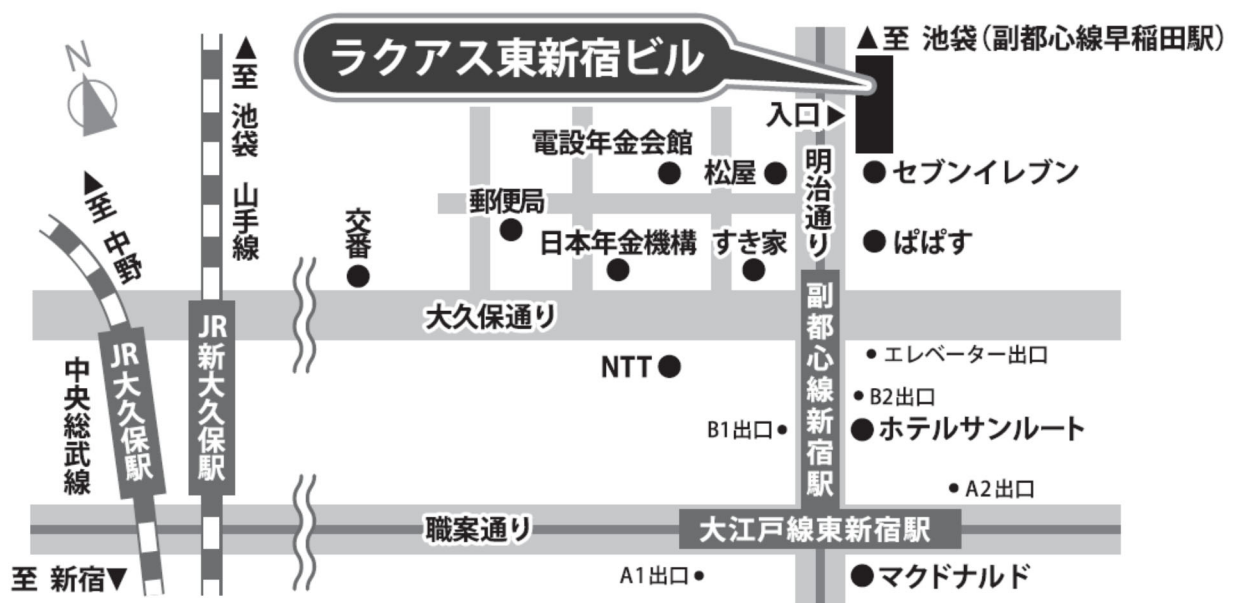 ラクアス東新宿ビル
▲至 池袋(副都心線早稲田駅)
N
▲至 池袋 山手線
入口▶
電設年金会館
松屋
明治通り
セブンイレブン
▲至 中野
交番
郵便局
日本年金機構
すき家
ぱぱす
大久保通り
副都心線新宿駅
JR新大久保駅
JR大久保駅
中央総武線
NTT
エレベーター出口
B2出口
B1出口
ホテルサンルート
A2出口
職案通り
大江戸線東新宿駅
至 新宿▼
A1出口
マクドナルド